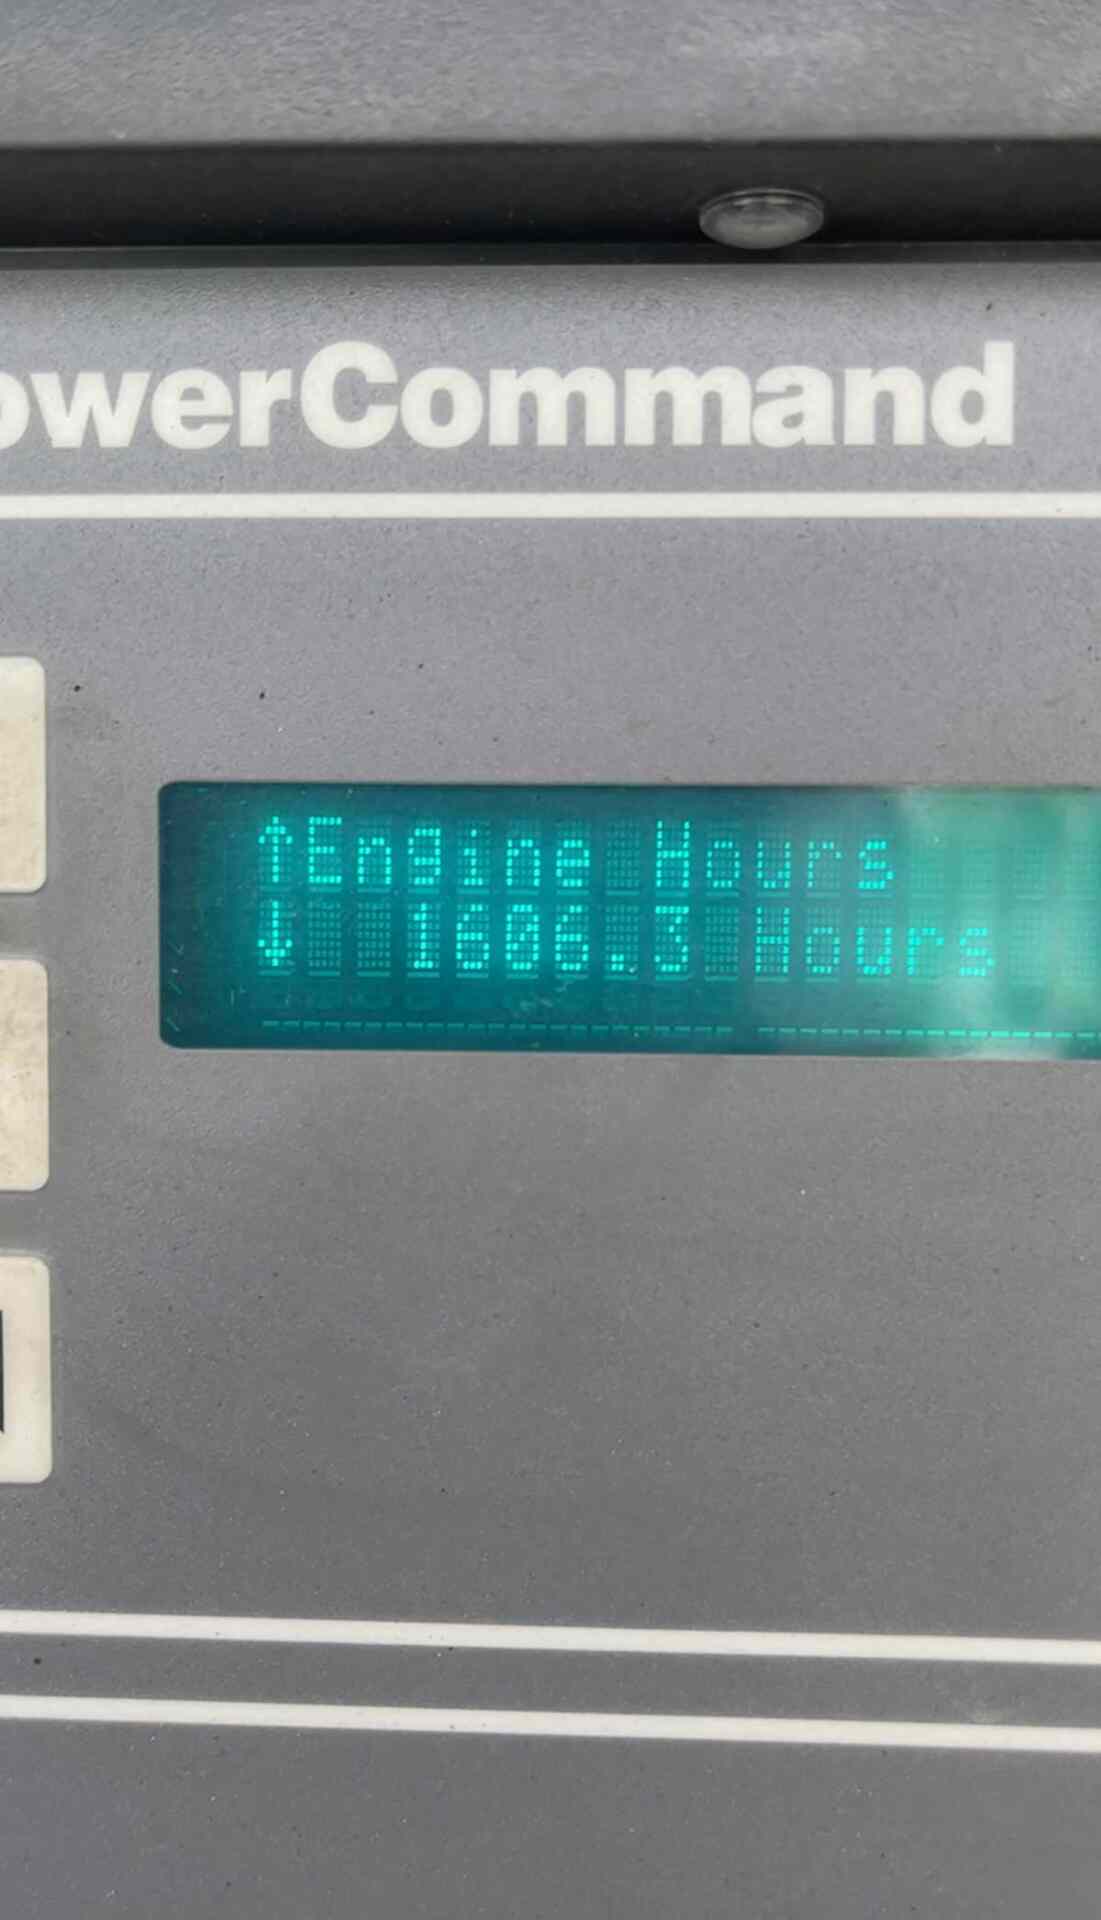 owerCommand
↑Engine Hours
↓ 1606.3 Hours